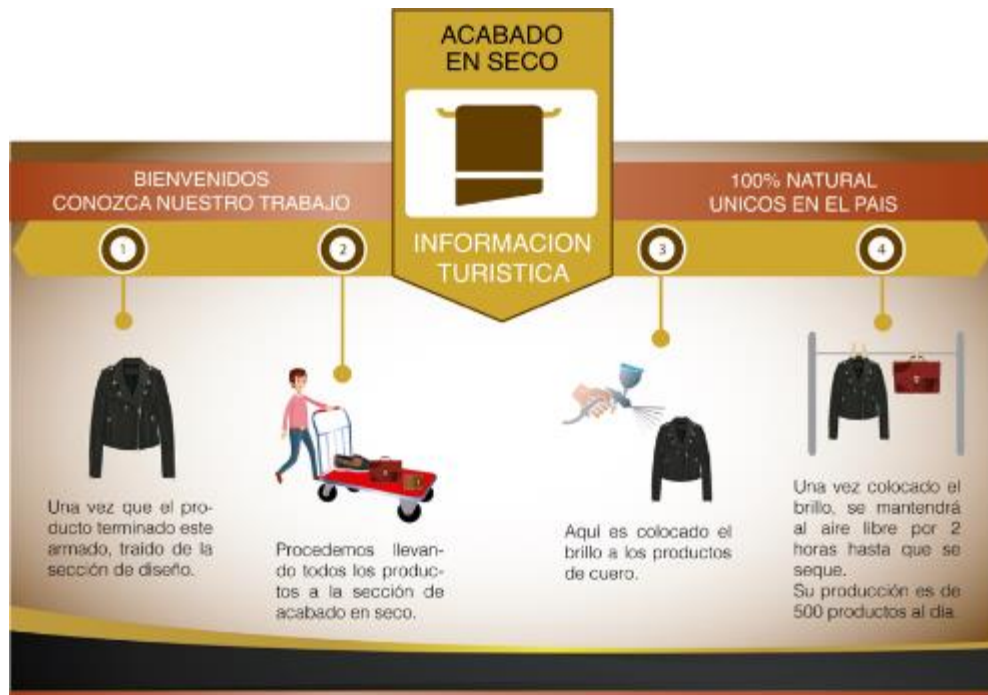 ACABADO
EN SECO
BIENVENIDOS
CONOZCA NUESTRO TRABAJO
100% NATURAL
UNICOS EN EL PAIS
INFORMACION
TURISTICA
1
2
3
4
Una vez que el pro-
ducto terminado este
armado, traido de la
sección de diseño.
Procedemos llevan-
do todos los produc-
tos a la sección de
acabado en seco.
Aqui es colocado el
brillo a los productos
de cuero.
Una vez colocado el
brillo, se mantendrá
al aire libre por 2
horas hasta que se
seque.
Su producción es de
500 productos al dia.